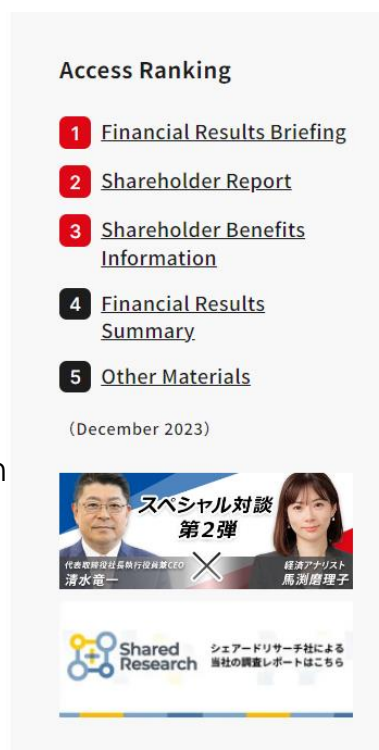 Access Ranking
1 Financial Results Briefing
2 Shareholder Report
3 Shareholder Benefits
Information
4 Financial Results
Summary
5 Other Materials
（December 2023）
n
スペシャル対談
第2弾
代表取締役社長執行役員兼CEO
清水竜一
経済アナリスト
馬渕磨理子
Shared
Research
シェアードリサーチ社による
当社の調査レポートはこちら